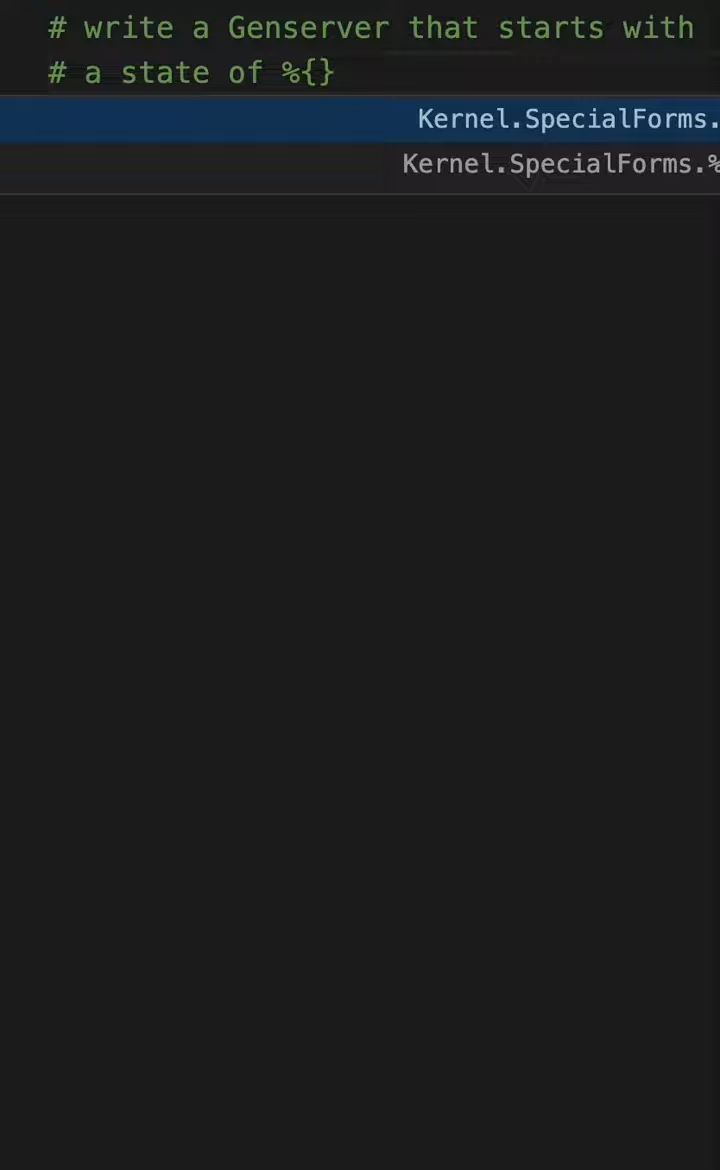 # write a Genserver that starts with
# a state of %{}
Kernel.SpecialForms.
Kernel.SpecialForms.%